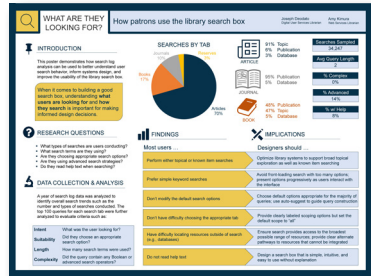 WHAT ARE THEY
LOOKING FOR?
How patrons use the library search box
Joseph Deodato
Digital User Services Librarian
Amy Kimura
Web Services Librarian
INTRODUCTION
This poster demonstrates how search log
analysis can be used to better understand user
search behavior, inform systems design, and
improve the usability of the library search box.
When it comes to building a good
search box, understanding what
users are looking for and how
they search is important for making
informed design decisions.
RESEARCH QUESTIONS
• What types of searches are users conducting?
• What search terms are they using?
• Are they choosing appropriate search options?
• Are they using advanced search strategies?
• Do they read help text when searching?
DATA COLLECTION & ANALYSIS
A year of search log data was analyzed to
identify overall search trends such as the
number and types of searches conducted. The
top 100 queries for each search tab were further
analyzed to evaluate criteria such as:
Intent What was the user looking for?
Suitability Did they choose an appropriate
search option?
Length How many search terms were used?
Complexity Did the query contain any Boolean or
advanced search operators?
SEARCHES BY TAB
Journals
Books
17%
Articles
70%
ARTICLE
91% Topic
6% Publication
3% Database
JOURNAL
Publication
5% Database
BOOK
48% Publication
47% Topic
5% Database
Searches Sampled
34,247
Avg Query Length
% Complex
0%
% Advanced
14%
% w/ Help
FINDINGS
Most users …
Perform either topical or known item searches
Prefer simple keyword searches
Don't modify the default search options
Don't have difficulty choosing the appropriate tab
Have difficulty locating resources outside of search
(e.g., databases)
Do not read help text
IMPLICATIONS
Designers should …
Optimize library systems to support broad topical
exploration as well as known item searching
Avoid front-loading search with too many options,
present options progressively as users interact with
the interface
Choose default options appropriate for the majority of
queries, use auto-suggest to guide query construction
Provide clearly labeled scoping options but set the
default scope to "all"
Ensure search provides access to the broadest
possible range of resources, provide clear alternate
pathways to resources that cannot be integrated
Design a search box that is simple, intuitive, and
easy to use without explanation